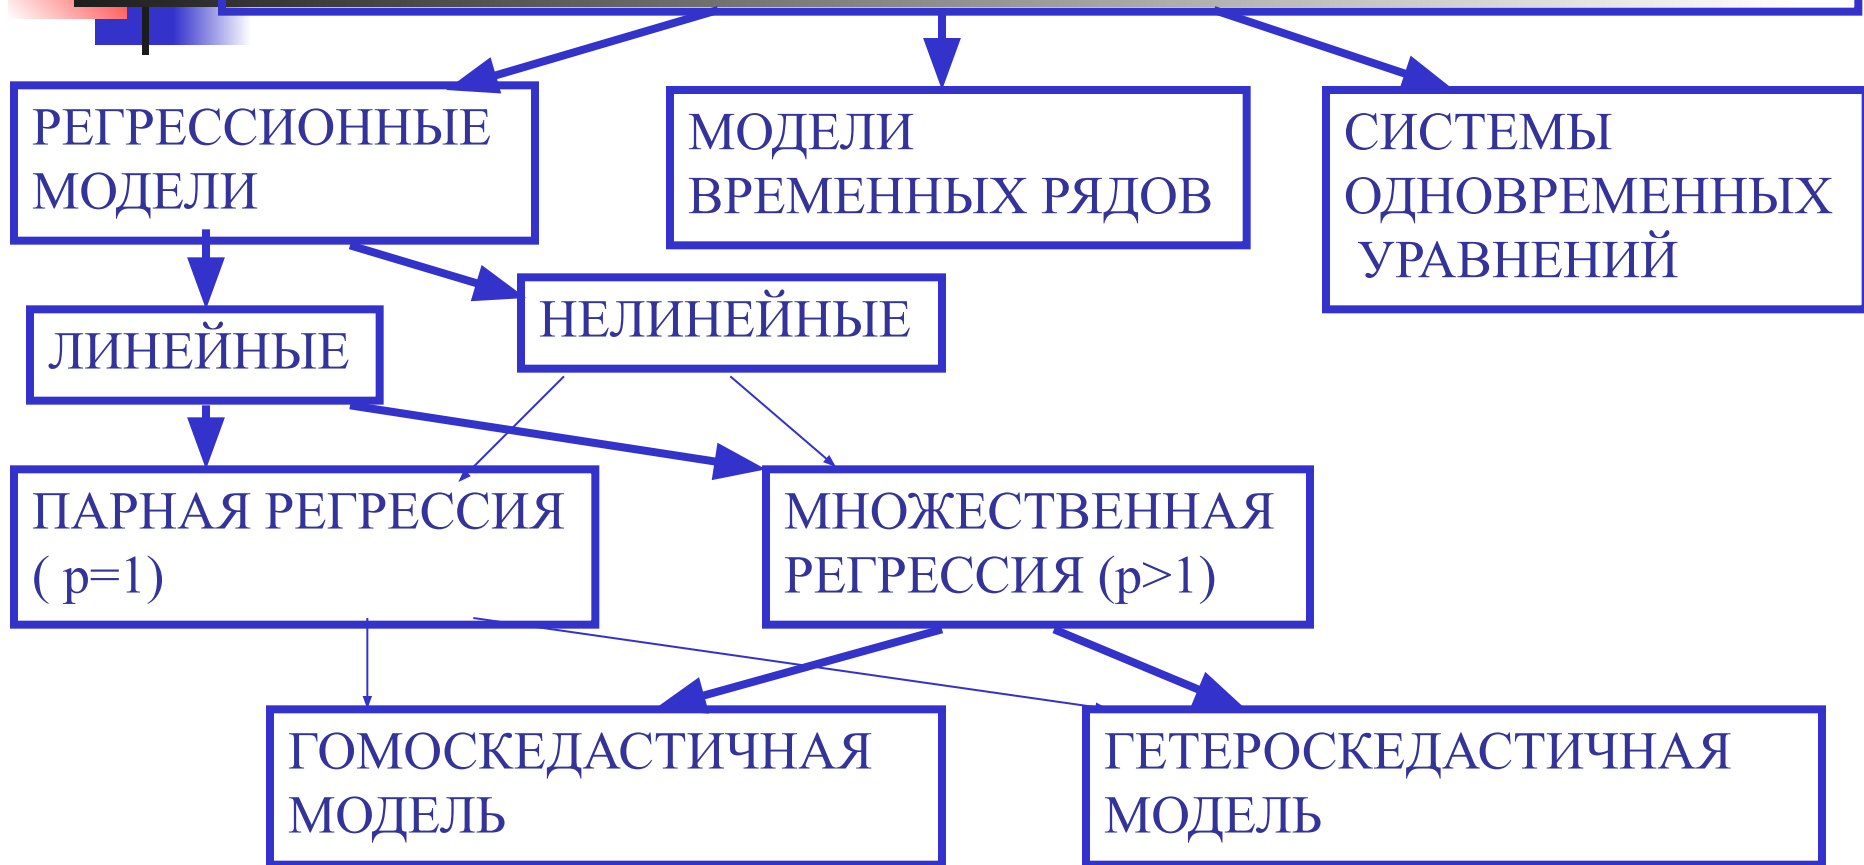 РЕГРЕССИОННЫЕ
МОДЕЛИ
МОДЕЛИ
ВРЕМЕННЫХ РЯДОВ
СИСТЕМЫ
ОДНОВРЕМЕННЫХ
УРАВНЕНИЙ
ЛИНЕЙНЫЕ
НЕЛИНЕЙНЫЕ
ПАРНАЯ РЕГРЕССИЯ
( p=1)
МНОЖЕСТВЕННАЯ
РЕГРЕССИЯ (p>1)
ГОМОСКЕДАСТИЧНАЯ
МОДЕЛЬ
ГЕТЕРОСКЕДАСТИЧНАЯ
МОДЕЛЬ